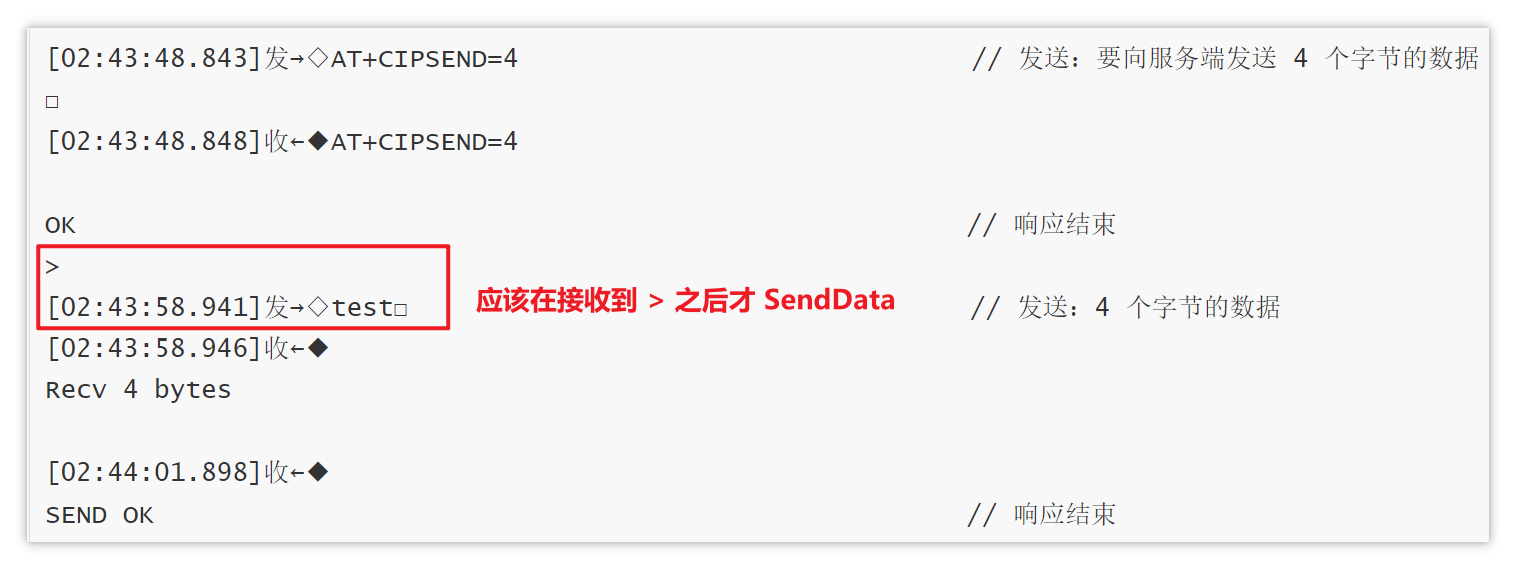 [02:43:48.843]发→◇AT+CIPSEND=4 // 发送：要向服务端发送 4 个字节的数据
□
[02:43:48.848]收←◆AT+CIPSEND=4
OK // 响应结束
>
[02:43:58.941]发→◇test□ 应该在接收到 > 之后才 SendData // 发送：4 个字节的数据
[02:43:58.946]收←◆
Recv 4 bytes
[02:44:01.898]收←◆
SEND OK // 响应结束